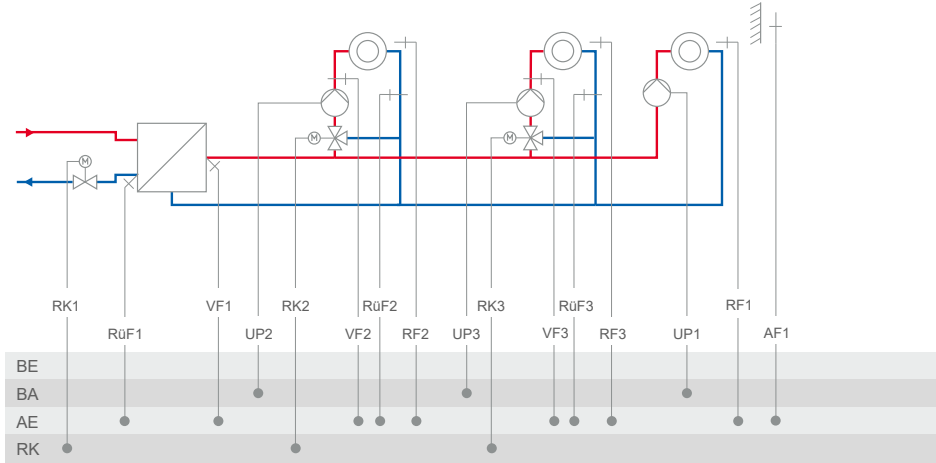 M
M
M
RK1
VF1
RK2
RüF2
RK3
RüF3
RF1
RüF1
UP2
VF2
RF2
UP3
VF3
RF3
UP1
AF1
BE
BA
AE
RK